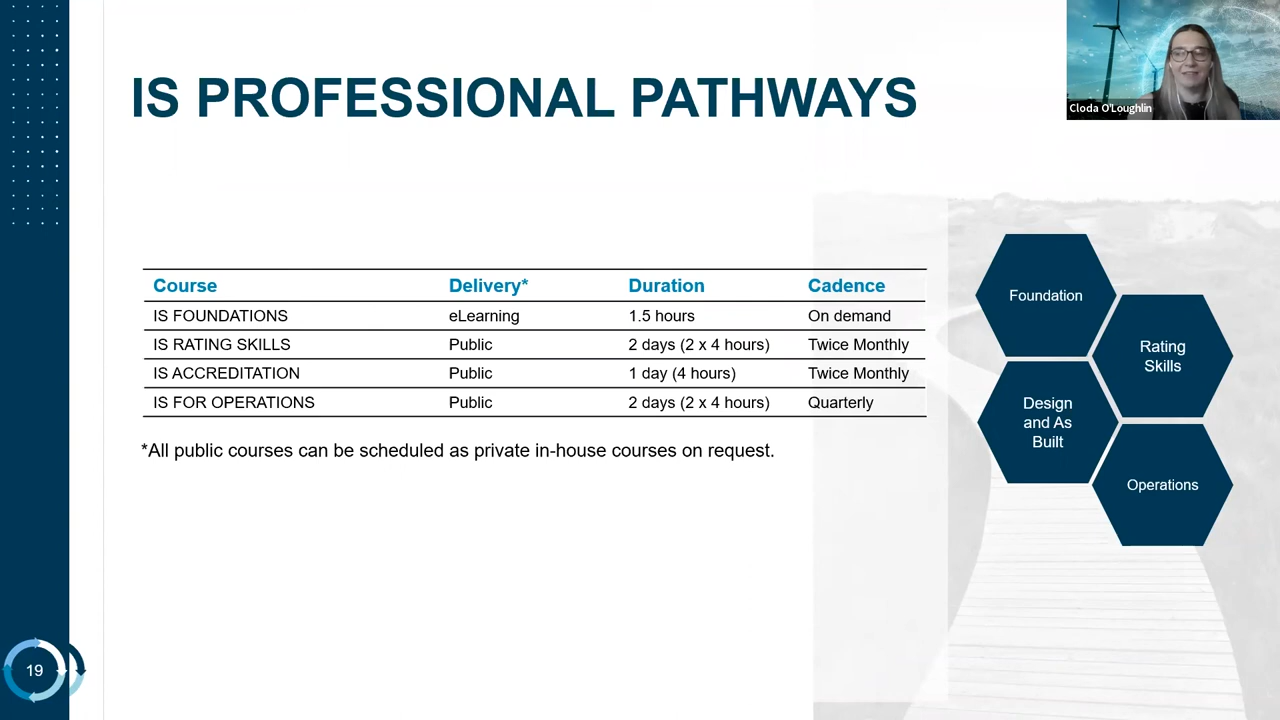 IS PROFESSIONAL PATHWAYS
Cloda O'Loughlin
Course Delivery* Duration Cadence
IS FOUNDATIONS eLearning 1.5 hours On demand
IS RATING SKILLS Public 2 days (2 x 4 hours) Twice Monthly
IS ACCREDITATION Public 1 day (4 hours) Twice Monthly
IS FOR OPERATIONS Public 2 days (2 x 4 hours) Quarterly
*All public courses can be scheduled as private in-house courses on request.
Foundation
Rating
Skills
Design
and As
Built
Operations
19